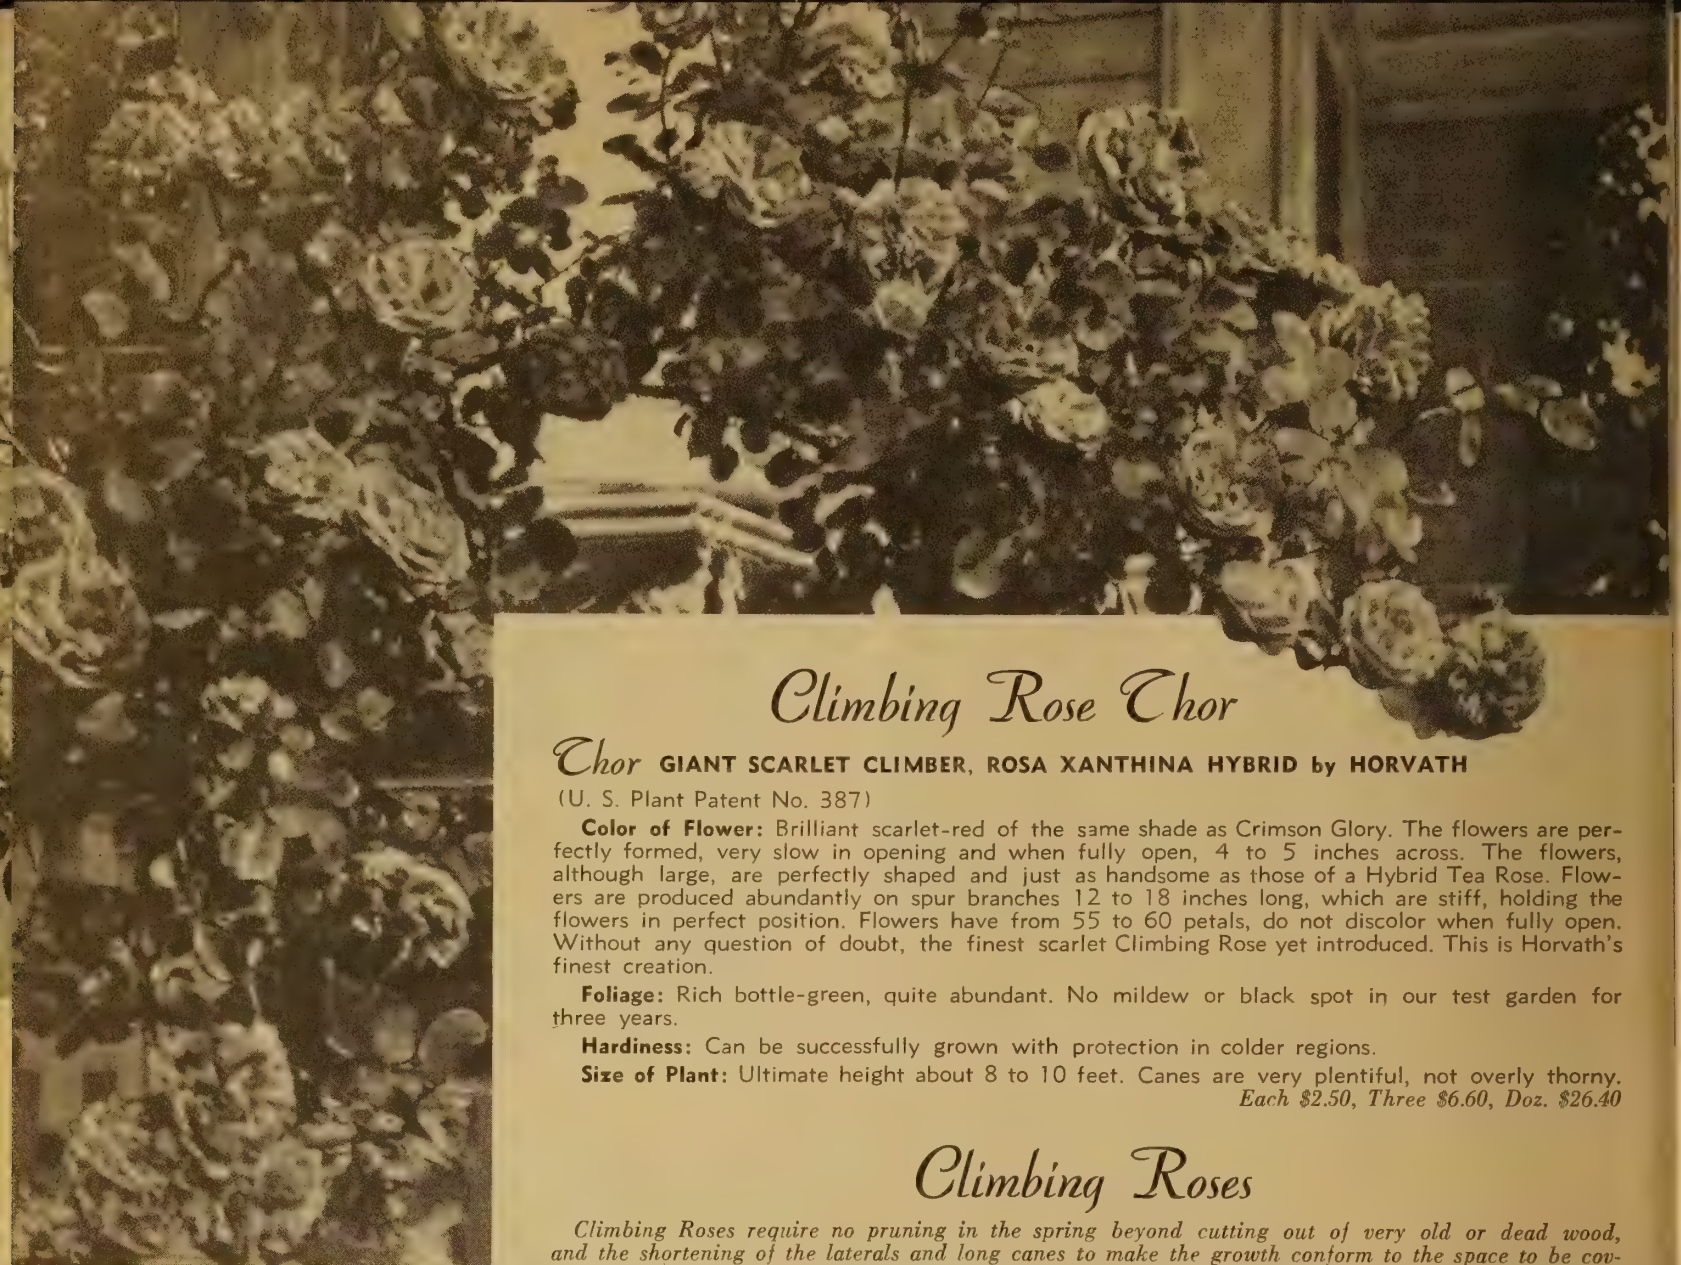 Climbing Rose Thor
Thor GIANT SCARLET CLIMBER, ROSA XANTHINA HYBRID by HORVATH
(U. S. Plant Patent No. 387)
Color of Flower: Brilliant scarlet-red of the same shade as Crimson Glory. The flowers are per-
fectly formed, very slow in opening and when fully open, 4 to 5 inches across. The flowers,
although large, are perfectly shaped and just as handsome as those of a Hybrid Tea Rose. Flow-
ers are produced abundantly on spur branches 12 to 18 inches long, which are stiff, holding the
flowers in perfect position. Flowers have from 55 to 60 petals, do not discolor when fully open.
Without any question of doubt, the finest scarlet Climbing Rose yet introduced. This is Horvath's
finest creation.
Foliage: Rich bottle-green, quite abundant. No mildew or black spot in our test garden for
three years.
Hardiness: Can be successfully grown with protection in colder regions.
Size of Plant: Ultimate height about 8 to 10 feet. Canes are very plentiful, not overly thorny.
Each $2.50, Three $6.60, Doz. $26.40
Climbing Roses
Climbing Roses require no pruning in the spring beyond cutting out of very old or dead wood,
and the shortening of the laterals and long canes to make the growth conform to the space to be cov-